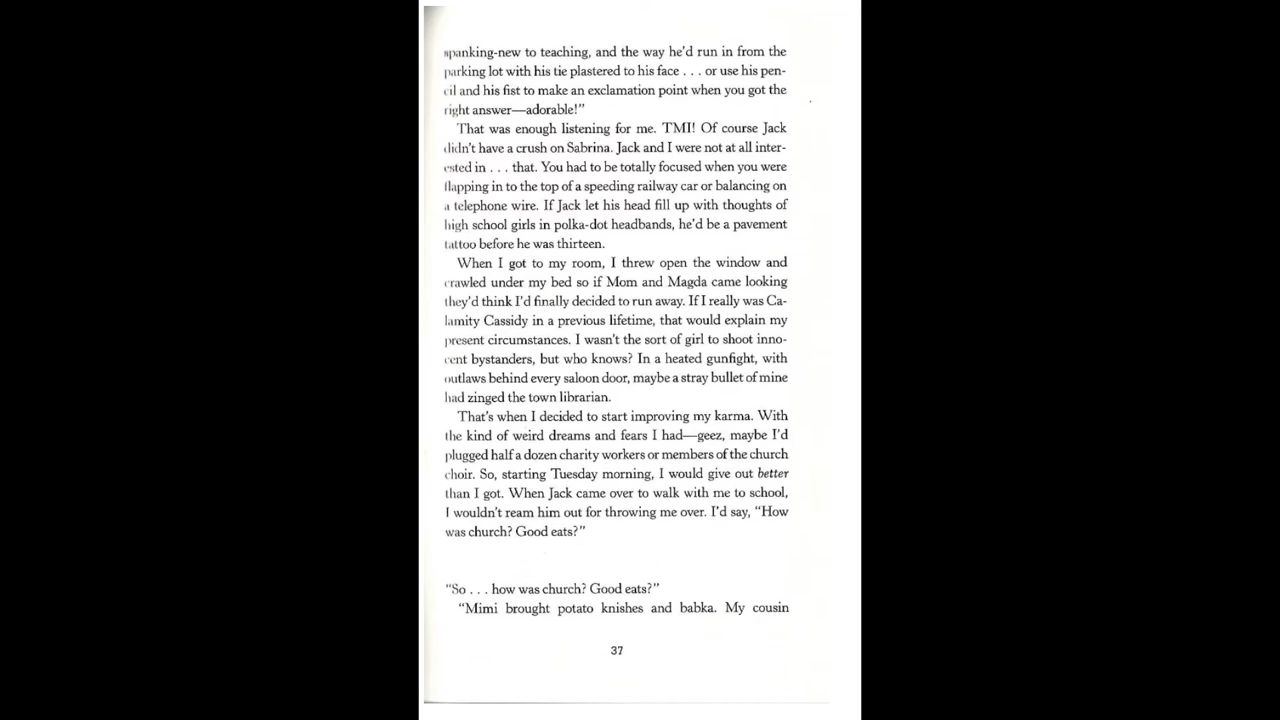 spanking-new to teaching, and the way he'd run in from the
parking lot with his tie plastered to his face . . . or use his pen-
cil and his fist to make an exclamation point when you got the
right answer—adorable!"
That was enough listening for me. TMI! Of course Jack
didn't have a crush on Sabrina. Jack and I were not at all inter-
ested in . . . that. You had to be totally focused when you were
flapping in to the top of a speeding railway car or balancing on
a telephone wire. If Jack let his head fill up with thoughts of
high school girls in polka-dot headbands, he'd be a pavement
tattoo before he was thirteen.
When I got to my room, I threw open the window and
crawled under my bed so if Mom and Magda came looking
they'd think I'd finally decided to run away. If I really was Ca-
lamity Cassidy in a previous lifetime, that would explain my
present circumstances. I wasn't the sort of girl to shoot inno-
cent bystanders, but who knows? In a heated gunfight, with
outlaws behind every saloon door, maybe a stray bullet of mine
had zinged the town librarian.
That's when I decided to start improving my karma. With
the kind of weird dreams and fears I had—geez, maybe I'd
plugged half a dozen charity workers or members of the church
choir. So, starting Tuesday morning, I would give out better
than I got. When Jack came over to walk with me to school,
I wouldn't ream him out for throwing me over. I'd say, "How
was church? Good eats?"
"So . . . how was church? Good eats?"
"Mimi brought potato knishes and babka. My cousin
37